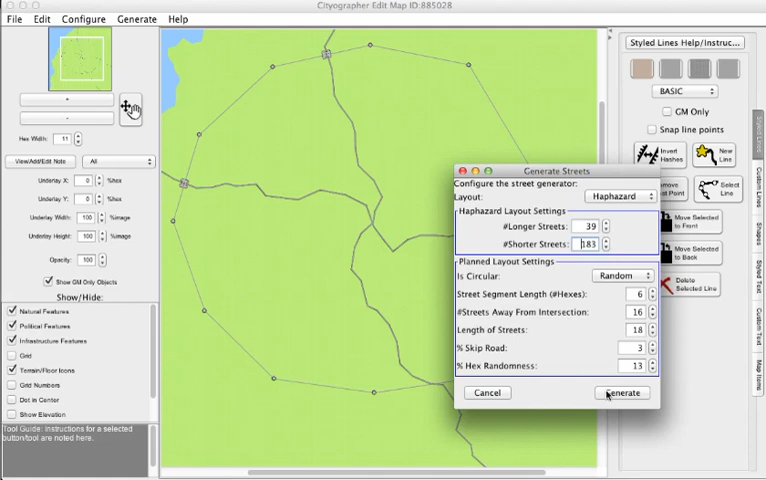 Cityographer Edit Map ID:885028
File Edit Configure Generate Help
+
-
Hex Width: 11
View/Add/Edit Note All
Underlay X: 0 %hex
Underlay Y: 0 %hex
Underlay Width: 100 %image
Underlay Height: 100 %image
Opacity: 100
Show GM Only Objects
Show/Hide:
Natural Features
Political Features
Infrastructure Features
Grid
Terrain/Floor Icons
Grid Numbers
Dot in Center
Show Elevation
Tool Guide: Instructions for a selected
button/tool are noted here.
Generate Streets
Configure the street generator:
Layout: Haphazard
Haphazard Layout Settings
#Longer Streets: 39
#Shorter Streets: 183
Planned Layout Settings
Is Circular: Random
Street Segment Length (#Hexes): 6
#Streets Away From Intersection: 16
Length of Streets: 18
% Skip Road: 3
% Hex Randomness: 13
Cancel Generate
Styled Lines Help/Instruc...
BASIC
GM Only
Snap line points
Invert Hashes
New Line
Select Line
Move Selected to Front
Move Selected to Back
Delete Selected Line
Styled Lines
Custom Lines
Shapes
Styled Text
Custom Text
Map Items